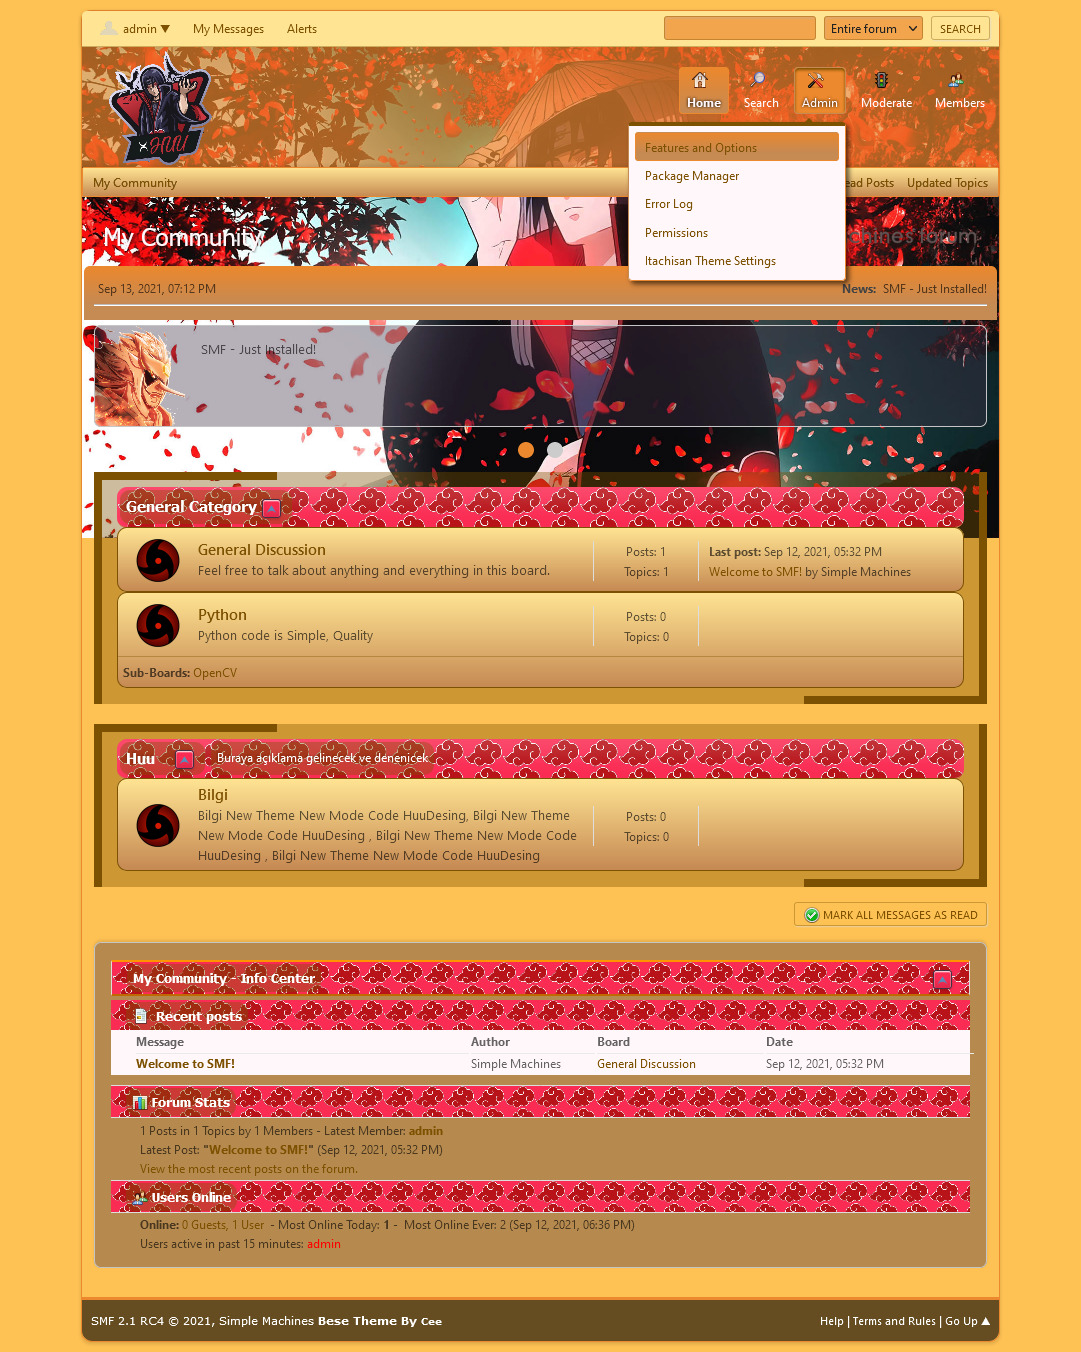 admin ▼ My Messages Alerts Entire forum SEARCH
Home Search Admin Moderate Members
HUU
Features and Options
Package Manager
Error Log
Permissions
Itachisan Theme Settings
My Community ead Posts Updated Topics
My Community hine's forum
Sep 13, 2021, 07:12 PM News: SMF - Just Installed!
SMF - Just Installed!
General Category
General Discussion
Feel free to talk about anything and everything in this board.
Posts: 1
Topics: 1
Last post: Sep 12, 2021, 05:32 PM
Welcome to SMF! by Simple Machines
Python
Python code is Simple, Quality
Posts: 0
Topics: 0
Sub-Boards: OpenCV
Huu Buraya açıklama gelinecek ve denenicek.
Bilgi
Bilgi New Theme New Mode Code HuuDesing, Bilgi New Theme
New Mode Code HuuDesing , Bilgi New Theme New Mode Code
HuuDesing , Bilgi New Theme New Mode Code HuuDesing
Posts: 0
Topics: 0
MARK ALL MESSAGES AS READ
My Community - Info Center
Recent posts
Message Author Board Date
Welcome to SMF! Simple Machines General Discussion Sep 12, 2021, 05:32 PM
Forum Stats
1 Posts in 1 Topics by 1 Members - Latest Member: admin
Latest Post: "Welcome to SMF!" (Sep 12, 2021, 05:32 PM)
View the most recent posts on the forum.
Users Online
Online: 0 Guests, 1 User - Most Online Today: 1 - Most Online Ever: 2 (Sep 12, 2021, 06:36 PM)
Users active in past 15 minutes: admin
SMF 2.1 RC4 © 2021, Simple Machines Bese Theme By Cee Help | Terms and Rules | Go Up ▲